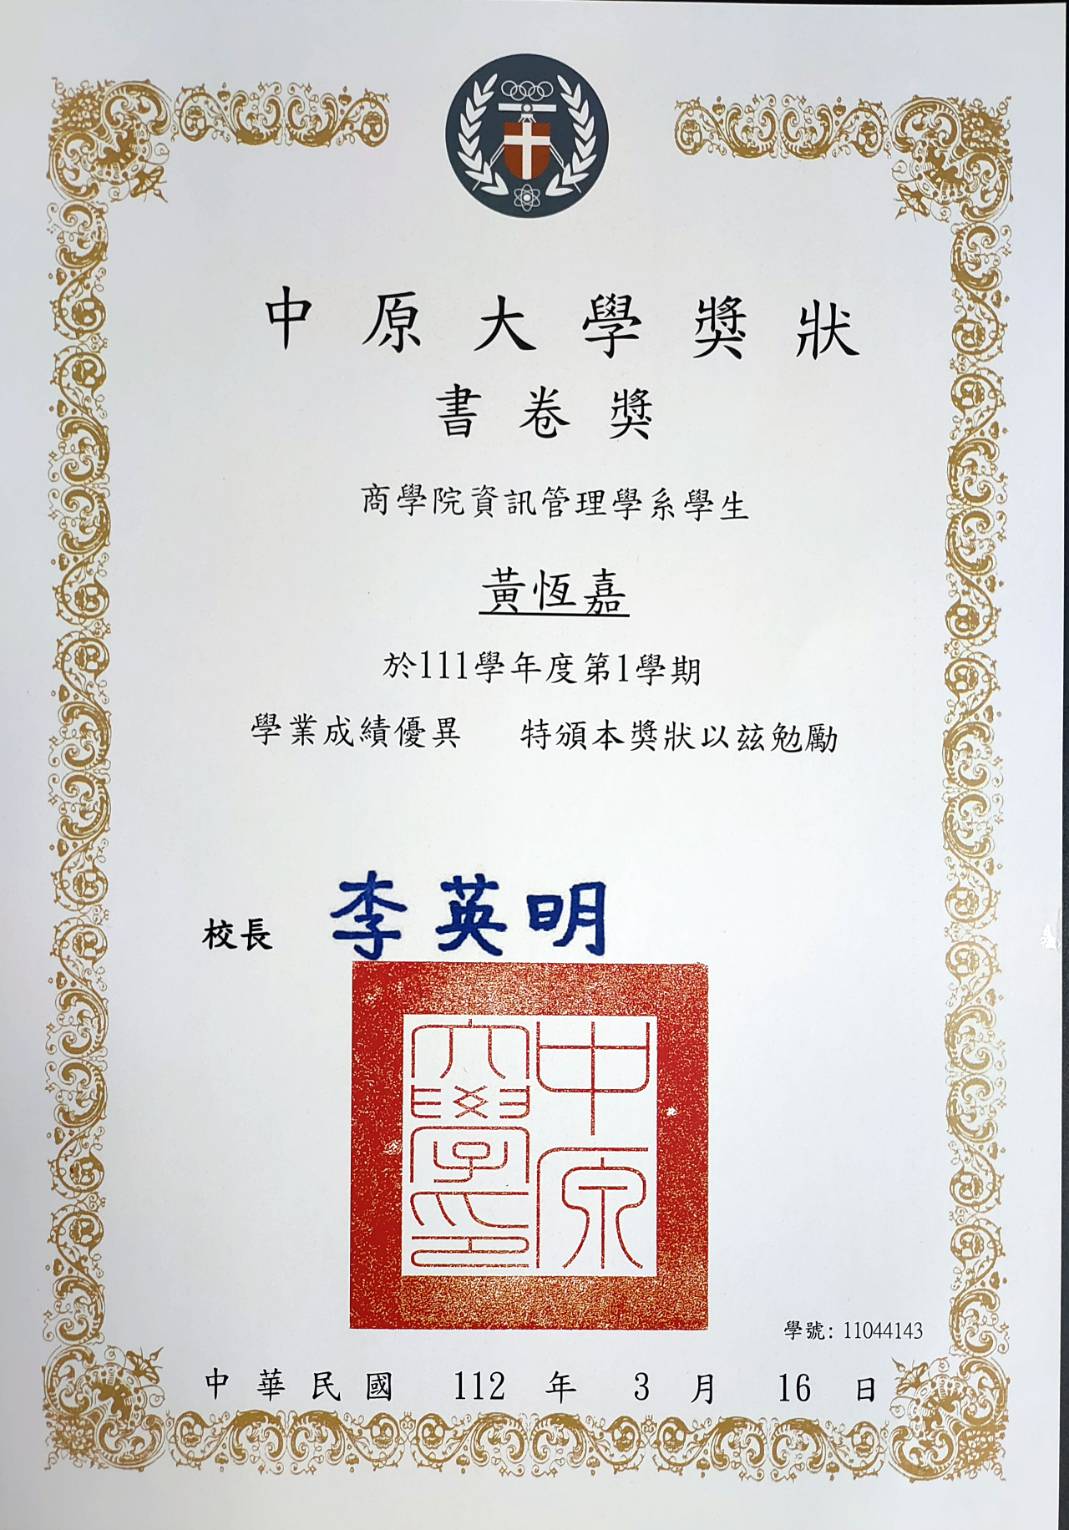 中原大學獎狀
書卷獎
商學院資訊管理學系學生
黃恆嘉
於111學年度第1學期
學業成績優異 特頒本獎狀以茲勉勵
校長 李英明
中原大學印
學號: 11044143
中華民國 112 年 3 月 16 日